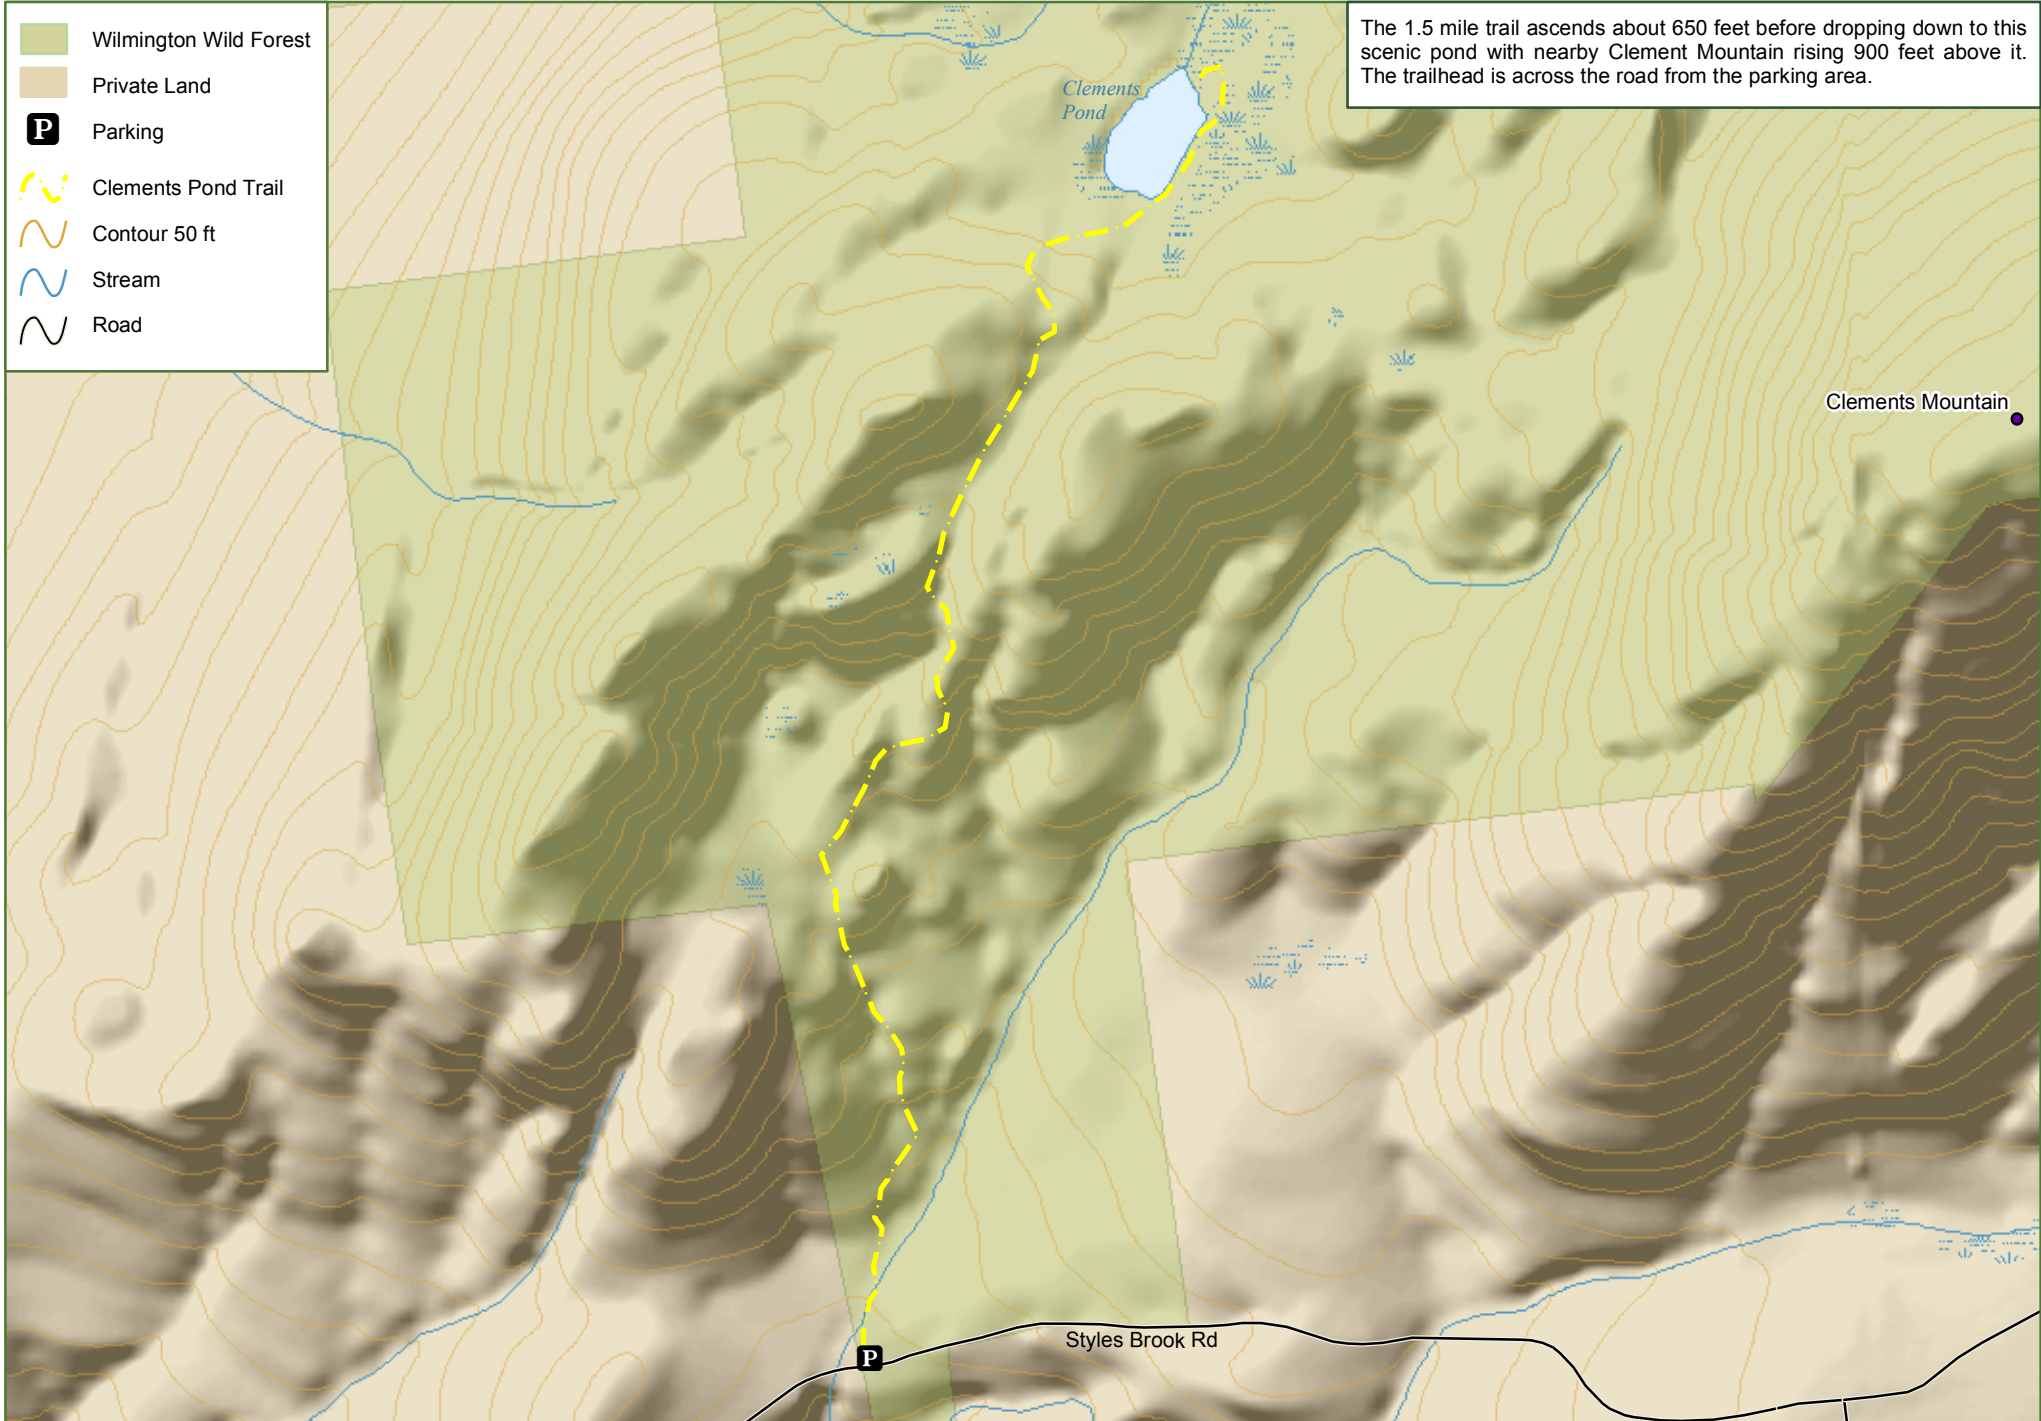 Wilmington Wild Forest
Private Land
P
Parking
Clements Pond Trail
Contour 50 ft
Stream
Road
The 1.5 mile trail ascends about 650 feet before dropping down to this
scenic pond with nearby Clement Mountain rising 900 feet above it.
The trailhead is across the road from the parking area.
Clements
Pond
Clements Mountain
Styles Brook Rd
P